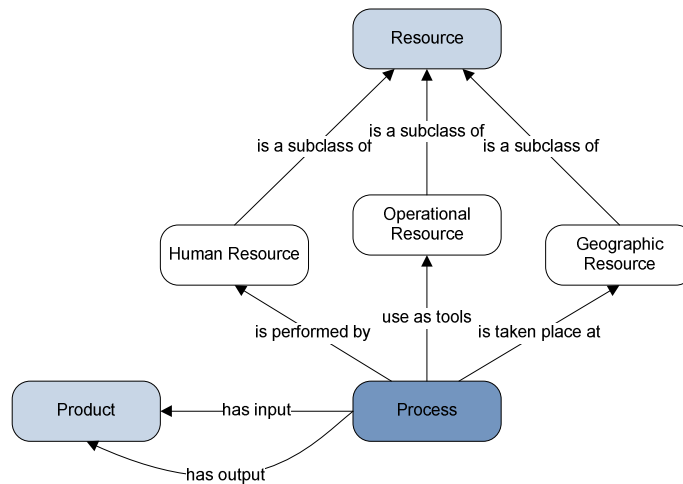 Resource
is a subclass of
is a subclass of
is a subclass of
Operational
Resource
Human Resource
Geographic
Resource
use as tools
is performed by
is taken place at
Product
has input
Process
has output